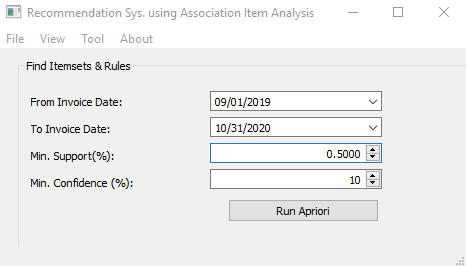 Recommendation Sys. using Association Item Analysis
File View Tool About
Find Itemsets & Rules
From Invoice Date: 09/01/2019
To Invoice Date: 10/31/2020
Min. Support(%): 0.5000
Min. Confidence (%): 10
Run Apriori